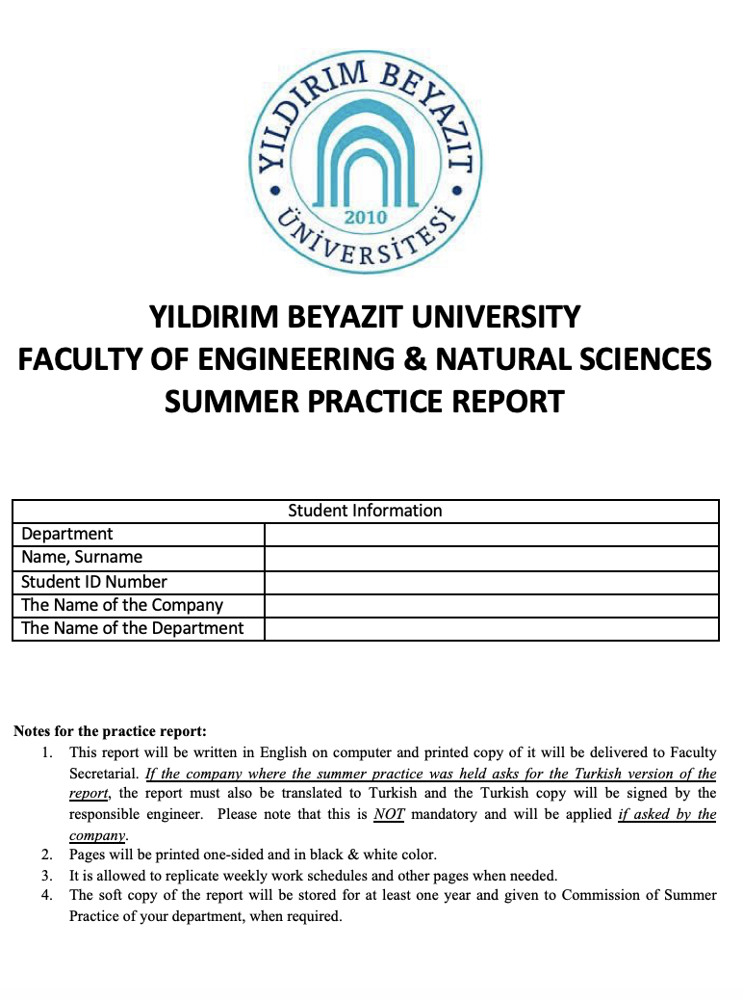 YILDIRIM BEYAZIT
ÜNİVERSİTESİ
2010
YILDIRIM BEYAZIT UNIVERSITY
FACULTY OF ENGINEERING & NATURAL SCIENCES
SUMMER PRACTICE REPORT
Student Information
Department
Name, Surname
Student ID Number
The Name of the Company
The Name of the Department
Notes for the practice report:
1. This report will be written in English on computer and printed copy of it will be delivered to Faculty
Secretarial. If the company where the summer practice was held asks for the Turkish version of the
report, the report must also be translated to Turkish and the Turkish copy will be signed by the
responsible engineer. Please note that this is NOT mandatory and will be applied if asked by the
company.
2. Pages will be printed one-sided and in black & white color.
3. It is allowed to replicate weekly work schedules and other pages when needed.
4. The soft copy of the report will be stored for at least one year and given to Commission of Summer
Practice of your department, when required.